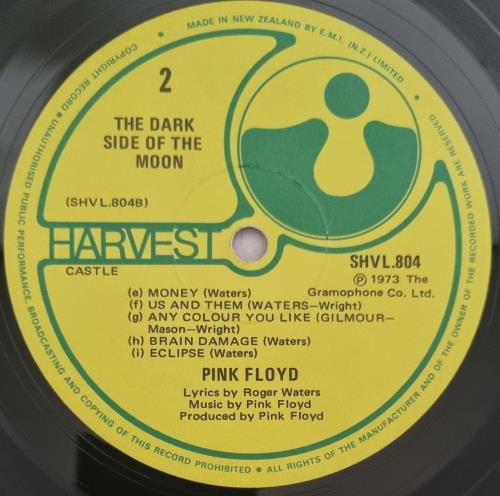 MADE IN NEW ZEALAND BY E.M.I. (N.Z.) LIMITED
COPYRIGHT RECORD • UNAUTHORISED PUBLIC PERFORMANCE, BROADCASTING AND COPYING OF THIS RECORD PROHIBITED • ALL RIGHTS OF THE MANUFACTURER AND OF THE OWNER OF THE RECORDED WORK ARE RESERVED •
2
THE DARK
SIDE OF THE
MOON
(SHVL.804B)
HARVEST
CASTLE
SHVL.804
Ⓟ 1973 The
Gramophone Co. Ltd.
(e) MONEY (Waters)
(f) US AND THEM (WATERS—Wright)
(g) ANY COLOUR YOU LIKE (GILMOUR—
Mason—Wright)
(h) BRAIN DAMAGE (Waters)
(i) ECLIPSE (Waters)
PINK FLOYD
Lyrics by Roger Waters
Music by Pink Floyd
Produced by Pink Floyd